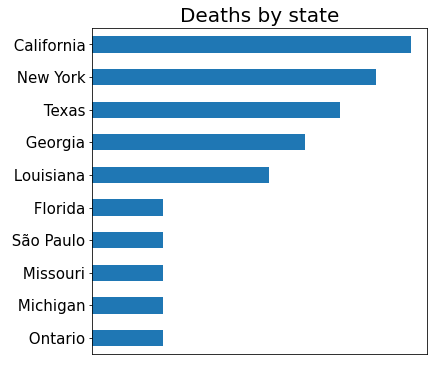 Deaths by state
California
New York
Texas
Georgia
Louisiana
Florida
São Paulo
Missouri
Michigan
Ontario